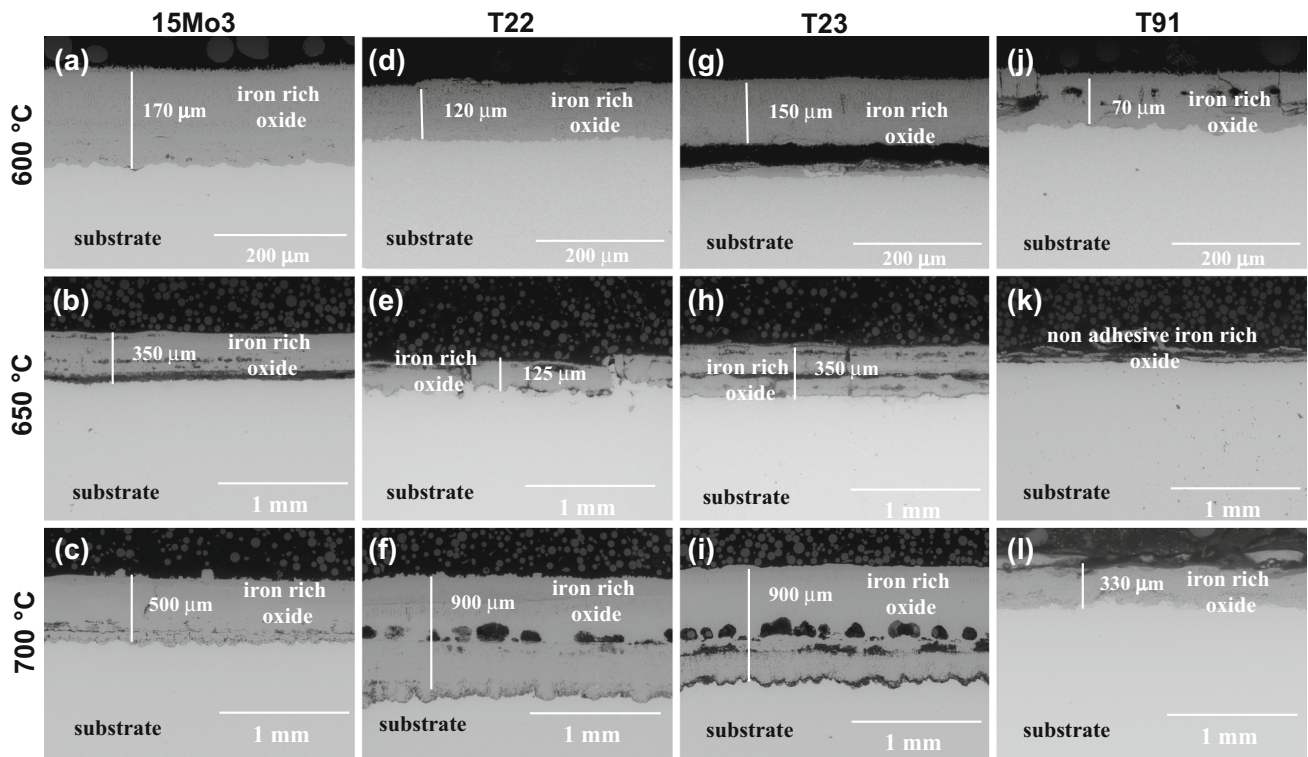 15Mo3
T22
T23
T91
600 °C
(a)
170 μm
iron rich
oxide
substrate
200 μm
(d)
120 μm
iron rich
oxide
substrate
200 μm
(g)
150 μm
iron rich
oxide
substrate
200 μm
(j)
70 μm
iron rich
oxide
substrate
200 μm
650 °C
(b)
350 μm
iron rich
oxide
substrate
1 mm
(e)
iron rich
oxide
125 μm
substrate
1 mm
(h)
iron rich
oxide
350 μm
substrate
1 mm
(k)
non adhesive iron rich
oxide
substrate
1 mm
700 °C
(c)
500 μm
iron rich
oxide
substrate
1 mm
(f)
900 μm
iron rich
oxide
substrate
1 mm
(i)
900 μm
iron rich
oxide
substrate
1 mm
(l)
330 μm
iron rich
oxide
substrate
1 mm